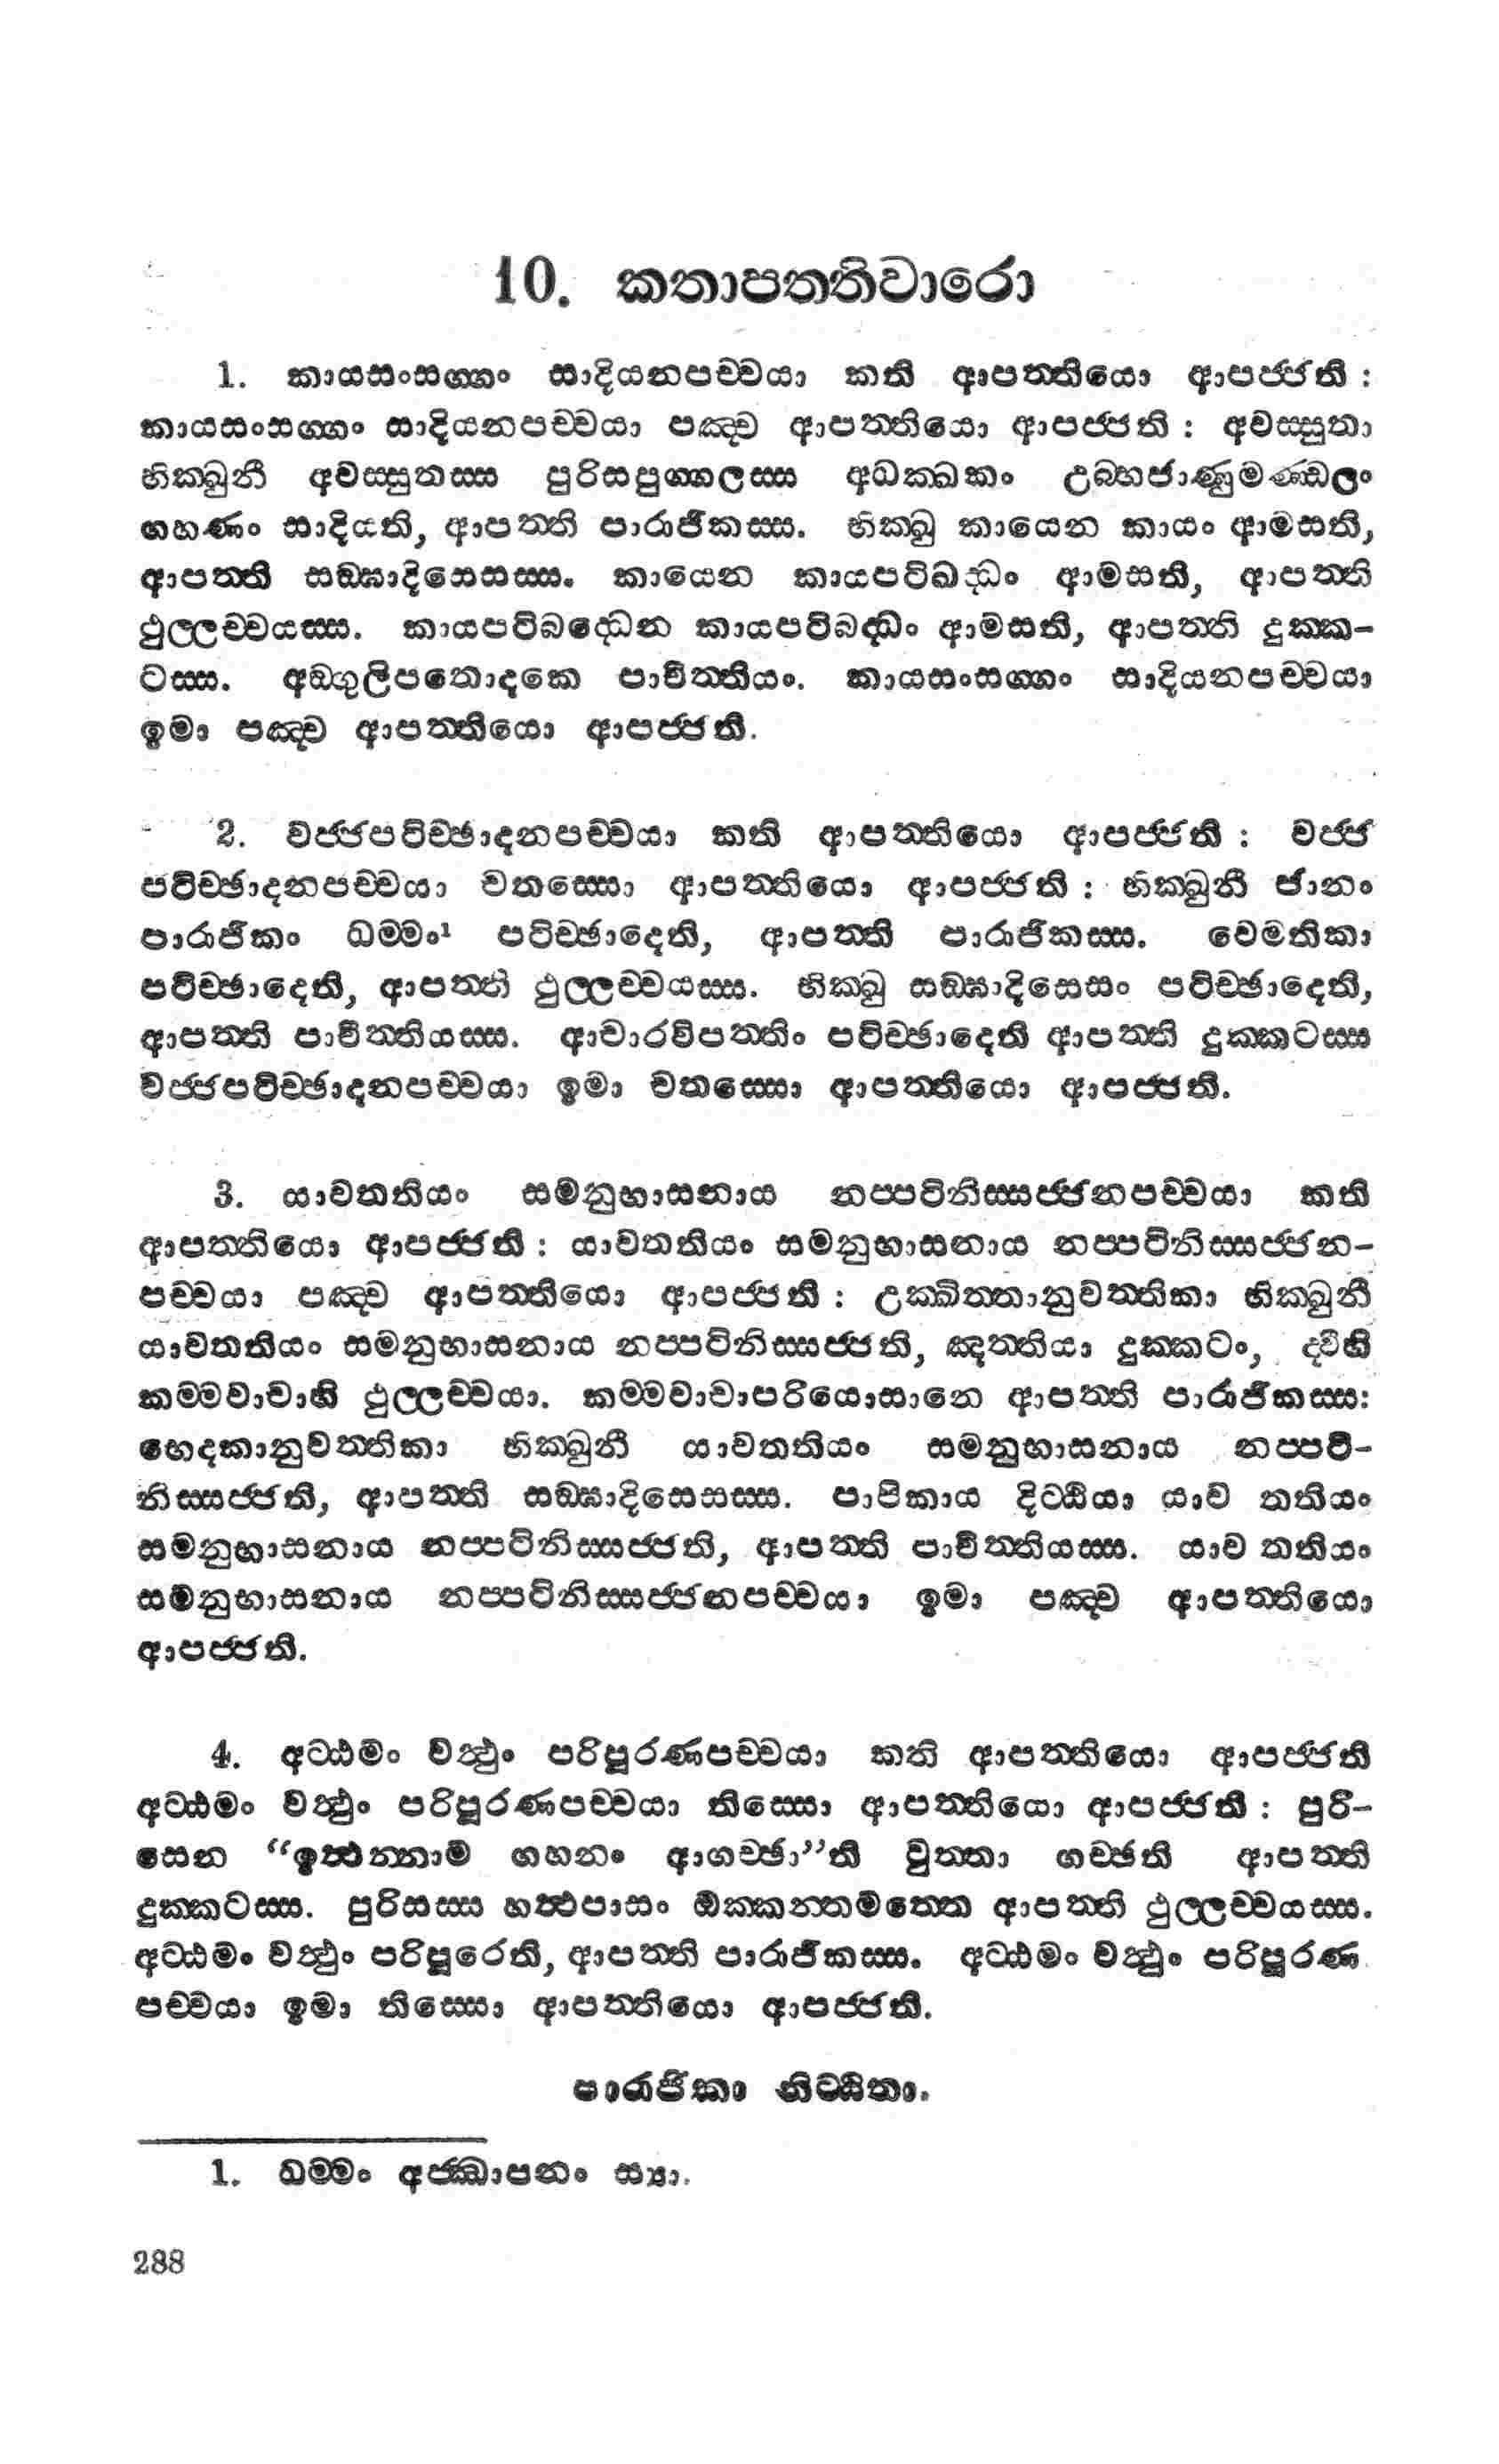 10. කතාපතතිවාරො
1. කායසංසග්ගං සාදියනපච්චයා කති ආපත්තියො ආපජ්ජති :
කායසංසග්ගං සාදියනපච්චයා පඤ්ච ආපත්තියො ආපජ්ජති : අවස්සුතා
භික්ඛුනී අවස්සුතස්ස පුරිසපුග්ගලස්ස අධක්ඛකං උබ්භජාණුමණ්ඩලං
ගහණං සාදියති, ආපත්ති පාරාජිකස්ස. භික්ඛු කායෙන කායං ආමසති,
ආපත්ති සඞ්ඝාදිසෙසස්ස. කායෙන කායපටිබද්ධං ආමසති, ආපත්ති
ථුල්ලච්චයස්ස. කායපටිබද්ධෙන කායපටිබද්ධං ආමසති, ආපත්ති දුක්ක-
ටස්ස. අඞ්ගුලිපතොදකෙ පාචිත්තියං. කායසංසග්ගං සාදියනපච්චයා
ඉමා පඤ්ච ආපත්තියො ආපජ්ජති.
2. වජ්ජපටිච්ඡාදනපච්චයා කති ආපත්තියො ආපජ්ජති : වජ්ජ
පටිච්ඡාදනපච්චයා චතස්සො ආපත්තියො ආපජ්ජති : භික්ඛුනී ජානං
පාරාජිකං ධම්මං¹ පටිච්ඡාදෙති, ආපත්ති පාරාජිකස්ස. වෙමතිකා
පටිච්ඡාදෙති, ආපත්ති ථුල්ලච්චයස්ස. භික්ඛු සඞ්ඝාදිසෙසං පටිච්ඡාදෙති,
ආපත්ති පාචිත්තියස්ස. ආචාරවිපත්තිං පටිච්ඡාදෙති ආපත්ති දුක්කටස්ස
වජ්ජපටිච්ඡාදනපච්චයා ඉමා චතස්සො ආපත්තියො ආපජ්ජති.
3. යාවතතියං සමනුභාසනාය නප්පටිනිස්සජ්ජනපච්චයා කති
ආපත්තියො ආපජ්ජති : යාවතතියං සමනුභාසනාය නප්පටිනිස්සජ්ජන-
පච්චයා පඤ්ච ආපත්තියො ආපජ්ජති : උක්ඛිත්තානුවත්තිකා භික්ඛුනී
යාවතතියං සමනුභාසනාය නප්පටිනිස්සජ්ජති, ඤත්තියා දුක්කටං, ද්වීහි
කම්මවාචාහි ථුල්ලච්චයා. කම්මවාචාපරියොසානෙ ආපත්ති පාරාජිකස්ස:
භෙදකානුවත්තිකා භික්ඛුනී යාවතතියං සමනුභාසනාය නප්පටි-
නිස්සජ්ජති, ආපත්ති සඞ්ඝාදිසෙසස්ස. පාපිකාය දිට්ඨියා යාව තතියං
සමනුභාසනාය නප්පටිනිස්සජ්ජති, ආපත්ති පාචිත්තියස්ස. යාව තතියං
සමනුභාසනාය නප්පටිනිස්සජ්ජනපච්චයා ඉමා පඤ්ච ආපත්තියො
ආපජ්ජති.
4. අට්ඨමං වත්ථුං පරිපූරණපච්චයා කති ආපත්තියො ආපජ්ජති
අට්ඨමං වත්ථුං පරිපූරණපච්චයා තිස්සො ආපත්තියො ආපජ්ජති : පුරි-
සෙන “ඉත්ථන්නාමං ගහනං ආගච්ඡා”ති වුත්තා ගච්ඡති ආපත්ති
දුක්කටස්ස. පුරිසස්ස හත්ථපාසං ඔක්කන්තමත්තෙ ආපත්ති ථුල්ලච්චයස්ස.
අට්ඨමං වත්ථුං පරිපූරෙති, ආපත්ති පාරාජිකස්ස. අට්ඨමං වත්ථුං පරිපූරණ
පච්චයා ඉමා තිස්සො ආපත්තියො ආපජ්ජති.
පාරාජිකා නිට්ඨිතා.
1. ධම්මං අජ්ඣාපනං ස්‍යා.
288